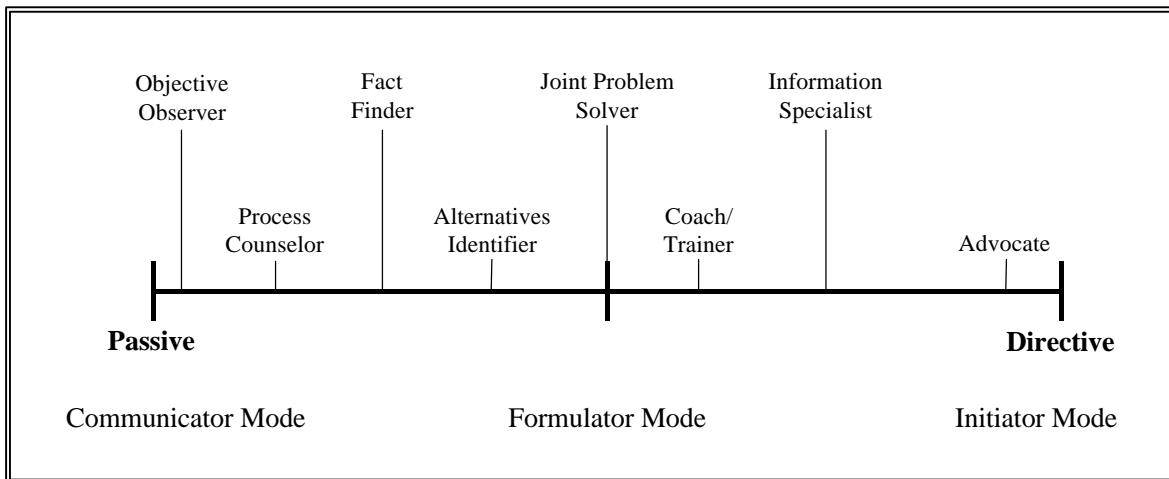 Objective
Observer
Fact
Finder
Joint Problem
Solver
Information
Specialist
Process
Counselor
Alternatives
Identifier
Coach/
Trainer
Advocate
Passive
Directive
Communicator Mode
Formulator Mode
Initiator Mode